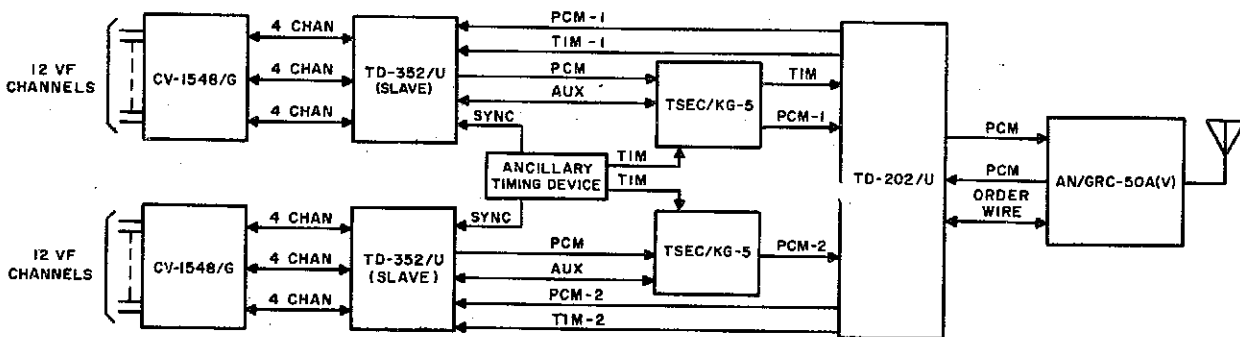 12 VF
CHANNELS
CV-1548/G
4 CHAN
4 CHAN
4 CHAN
TD-352/U
(SLAVE)
PCM-1
TIM-1
PCM
AUX
SYNC
TSEC/KG-5
TIM
PCM-1
ANCILLARY
TIMING DEVICE
TIM
TIM
TD-202/U
PCM
PCM
ORDER
WIRE
AN/GRC-50A(V)
12 VF
CHANNELS
CV-1548/G
4 CHAN
4 CHAN
4 CHAN
TD-352/U
(SLAVE)
SYNC
PCM
AUX
PCM-2
TIM-2
TSEC/KG-5
PCM-2